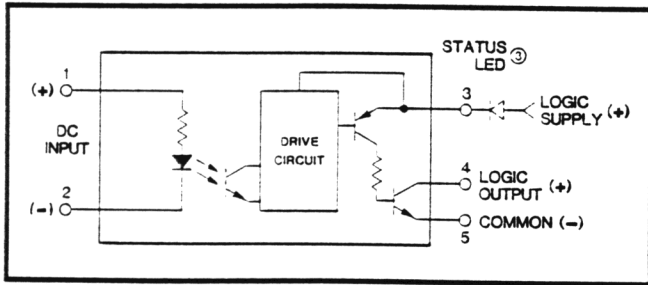 STATUS
LED ③
1
(+)
3
LOGIC
SUPPLY (+)
DC
INPUT
DRIVE
CIRCUIT
4
LOGIC
OUTPUT (+)
2
(-)
COMMON (-)
5